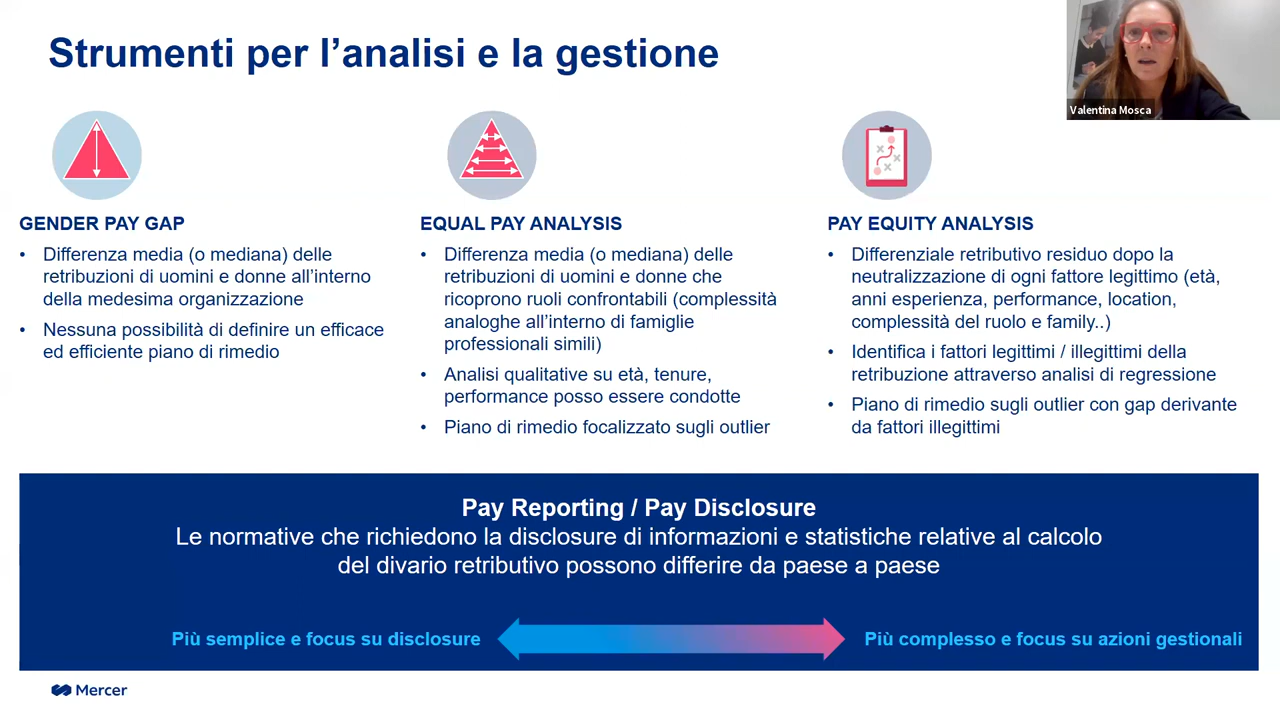 Strumenti per l'analisi e la gestione
Valentina Mosca
GENDER PAY GAP
• Differenza media (o mediana) delle
retribuzioni di uomini e donne all'interno
della medesima organizzazione
• Nessuna possibilità di definire un efficace
ed efficiente piano di rimedio
EQUAL PAY ANALYSIS
• Differenza media (o mediana) delle
retribuzioni di uomini e donne che
ricoprono ruoli confrontabili (complessità
analoghe all'interno di famiglie
professionali simili)
• Analisi qualitative su età, tenure,
performance posso essere condotte
• Piano di rimedio focalizzato sugli outlier
PAY EQUITY ANALYSIS
• Differenziale retributivo residuo dopo la
neutralizzazione di ogni fattore legittimo (età,
anni esperienza, performance, location,
complessità del ruolo e family..)
• Identifica i fattori legittimi / illegittimi della
retribuzione attraverso analisi di regressione
• Piano di rimedio sugli outlier con gap derivante
da fattori illegittimi
Pay Reporting / Pay Disclosure
Le normative che richiedono la disclosure di informazioni e statistiche relative al calcolo
del divario retributivo possono differire da paese a paese
Più semplice e focus su disclosure
Più complesso e focus su azioni gestionali
Mercer